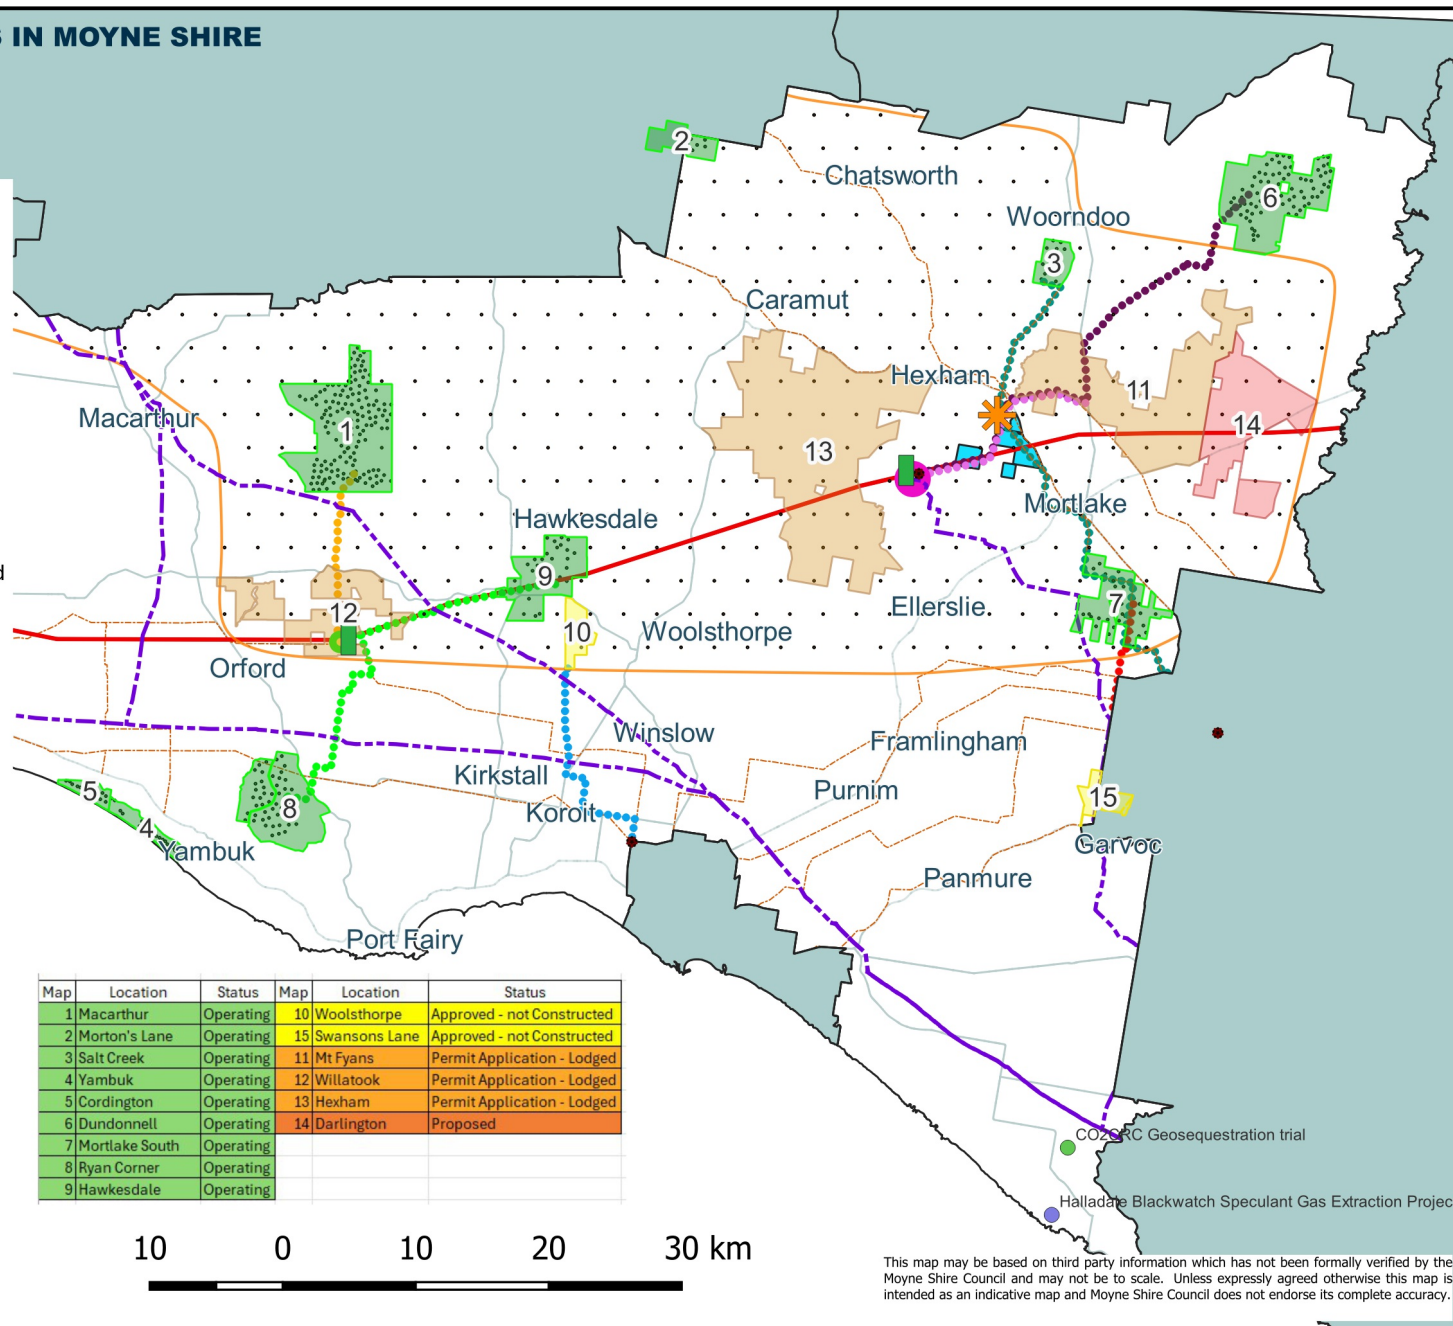 S IN MOYNE SHIRE
2
Chatsworth
6
Woorndoo
3
Caramut
Hexham
11
Macarthur
1
14
13
Mortlake
Hawkesdale
d
9
7
Ellerslie
12
10
Woolsthorpe
Orford
Winslow
Framlingham
Kirkstall
5
Purnim
15
8
Koroit
4
Garvoc
Yambuk
Panmure
Port Fairy
Map Location Status Map Location Status
1 Macarthur Operating 10 Woolsthorpe Approved - not Constructed
2 Morton's Lane Operating 15 Swansons Lane Approved - not Constructed
3 Salt Creek Operating 11 Mt Fyans Permit Application - Lodged
4 Yambuk Operating 12 Willatook Permit Application - Lodged
5 Cordington Operating 13 Hexham Permit Application - Lodged
6 Dundonnell Operating 14 Darlington Proposed
7 Mortlake South Operating
8 Ryan Corner Operating
9 Hawkesdale Operating
CO2CRC Geosequestration trial
Halladale Blackwatch Speculant Gas Extraction Projec
10 0 10 20 30 km
This map may be based on third party information which has not been formally verified by the
Moyne Shire Council and may not be to scale. Unless expressly agreed otherwise this map is
intended as an indicative map and Moyne Shire Council does not endorse its complete accuracy.